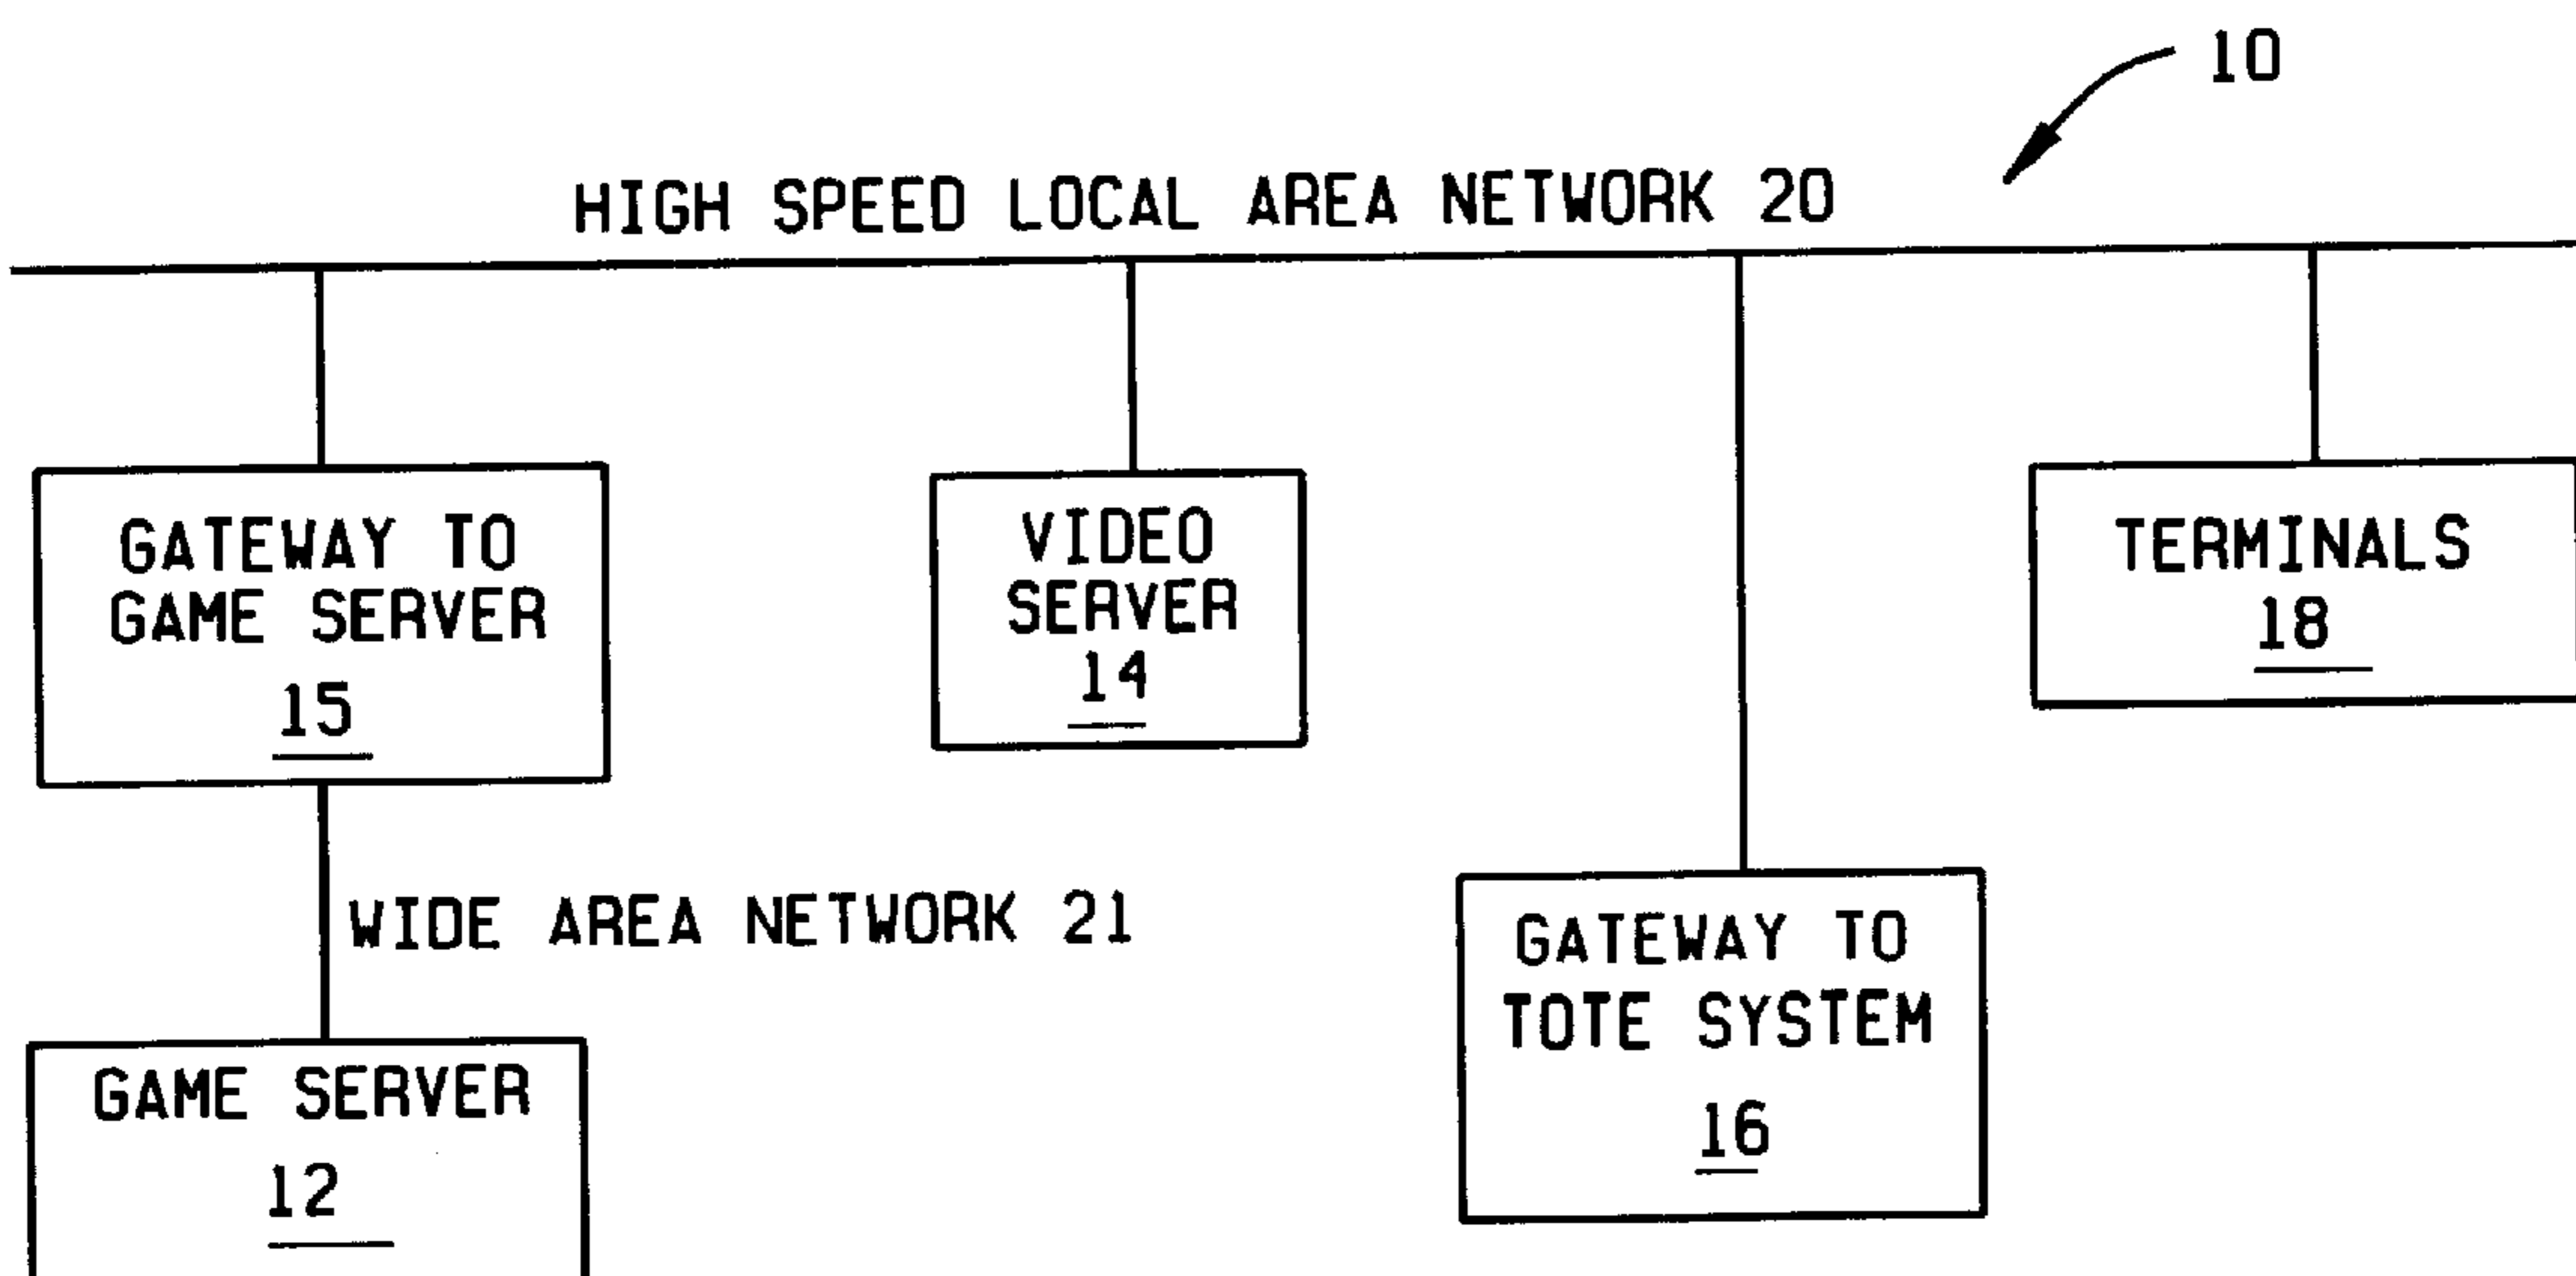 10
HIGH SPEED LOCAL AREA NETWORK 20
GATEWAY TO
GAME SERVER
15
VIDEO
SERVER
14
TERMINALS
18
WIDE AREA NETWORK 21
GATEWAY TO
TOTE SYSTEM
16
GAME SERVER
12